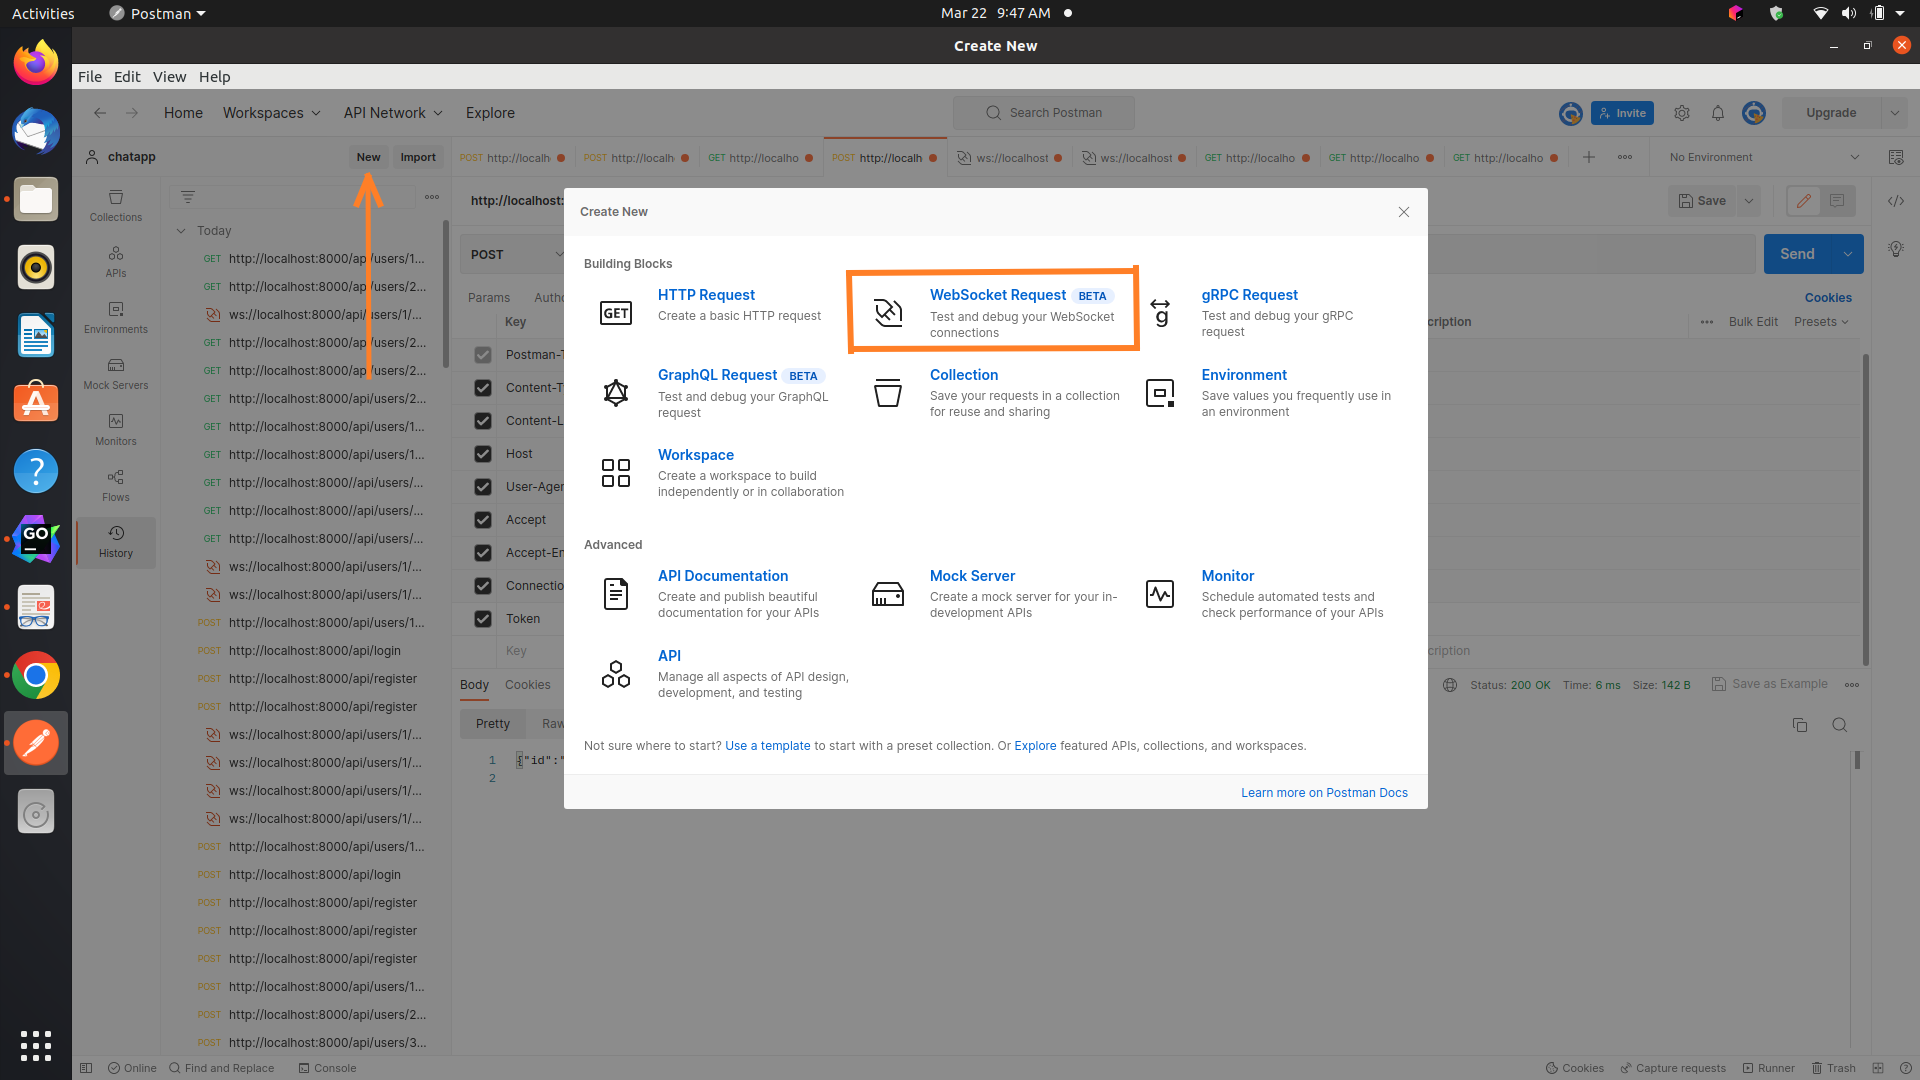 Activities
Postman
Mar 22 9:47 AM
Create New
File Edit View Help
Home Workspaces API Network Explore
Search Postman
Invite
Upgrade
chatapp
New Import
POST http://localh
POST http://localh
GET http://localho
POST http://localh
ws://localhost
ws://localhost
GET http://localho
GET http://localho
GET http://localho
No Environment
Collections
APIs
Environments
Mock Servers
Monitors
Flows
History
Today
GET http://localhost:8000/api/users/1...
GET http://localhost:8000/api/users/2...
ws://localhost:8000/api/users/1/...
GET http://localhost:8000/api/users/2...
GET http://localhost:8000/api/users/2...
GET http://localhost:8000/api/users/2...
GET http://localhost:8000/api/users/1...
GET http://localhost:8000/api/users/1...
GET http://localhost:8000//api/users/...
GET http://localhost:8000//api/users/...
GET http://localhost:8000//api/users/...
ws://localhost:8000/api/users/1/...
ws://localhost:8000/api/users/1/...
POST http://localhost:8000/api/users/1...
POST http://localhost:8000/api/login
POST http://localhost:8000/api/register
POST http://localhost:8000/api/register
ws://localhost:8000/api/users/1/...
ws://localhost:8000/api/users/1/...
ws://localhost:8000/api/users/1/...
ws://localhost:8000/api/users/1/...
POST http://localhost:8000/api/users/1...
POST http://localhost:8000/api/login
POST http://localhost:8000/api/register
POST http://localhost:8000/api/register
POST http://localhost:8000/api/register
POST http://localhost:8000/api/users/1...
POST http://localhost:8000/api/users/2...
POST http://localhost:8000/api/users/3...
http://localhost:
Save
POST
Send
Params Autho
Cookies
Key
cription
Bulk Edit Presets
Postman-T
Content-T
Content-L
Host
User-Agen
Accept
Accept-En
Connectio
Token
Key
cription
Body Cookies
Status: 200 OK Time: 6 ms Size: 142 B
Save as Example
Pretty Raw
1 {"id":"
2
Create New
Building Blocks
GET
HTTP Request
Create a basic HTTP request
WebSocket Request BETA
Test and debug your WebSocket
connections
g
gRPC Request
Test and debug your gRPC
request
GraphQL Request BETA
Test and debug your GraphQL
request
Collection
Save your requests in a collection
for reuse and sharing
Environment
Save values you frequently use in
an environment
Workspace
Create a workspace to build
independently or in collaboration
Advanced
API Documentation
Create and publish beautiful
documentation for your APIs
Mock Server
Create a mock server for your in-
development APIs
Monitor
Schedule automated tests and
check performance of your APIs
API
Manage all aspects of API design,
development, and testing
Not sure where to start? Use a template to start with a preset collection. Or Explore featured APIs, collections, and workspaces.
Learn more on Postman Docs
GO
Online Find and Replace Console
Cookies Capture requests Runner Trash